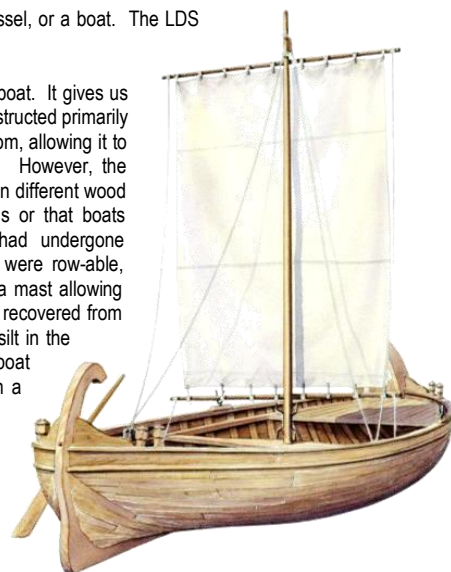 ssel, or a boat. The LDS
boat. It gives us
structed primarily
om, allowing it to
However, the
n different wood
s or that boats
had undergone
were row-able,
a mast allowing
recovered from
silt in the
boat
n a